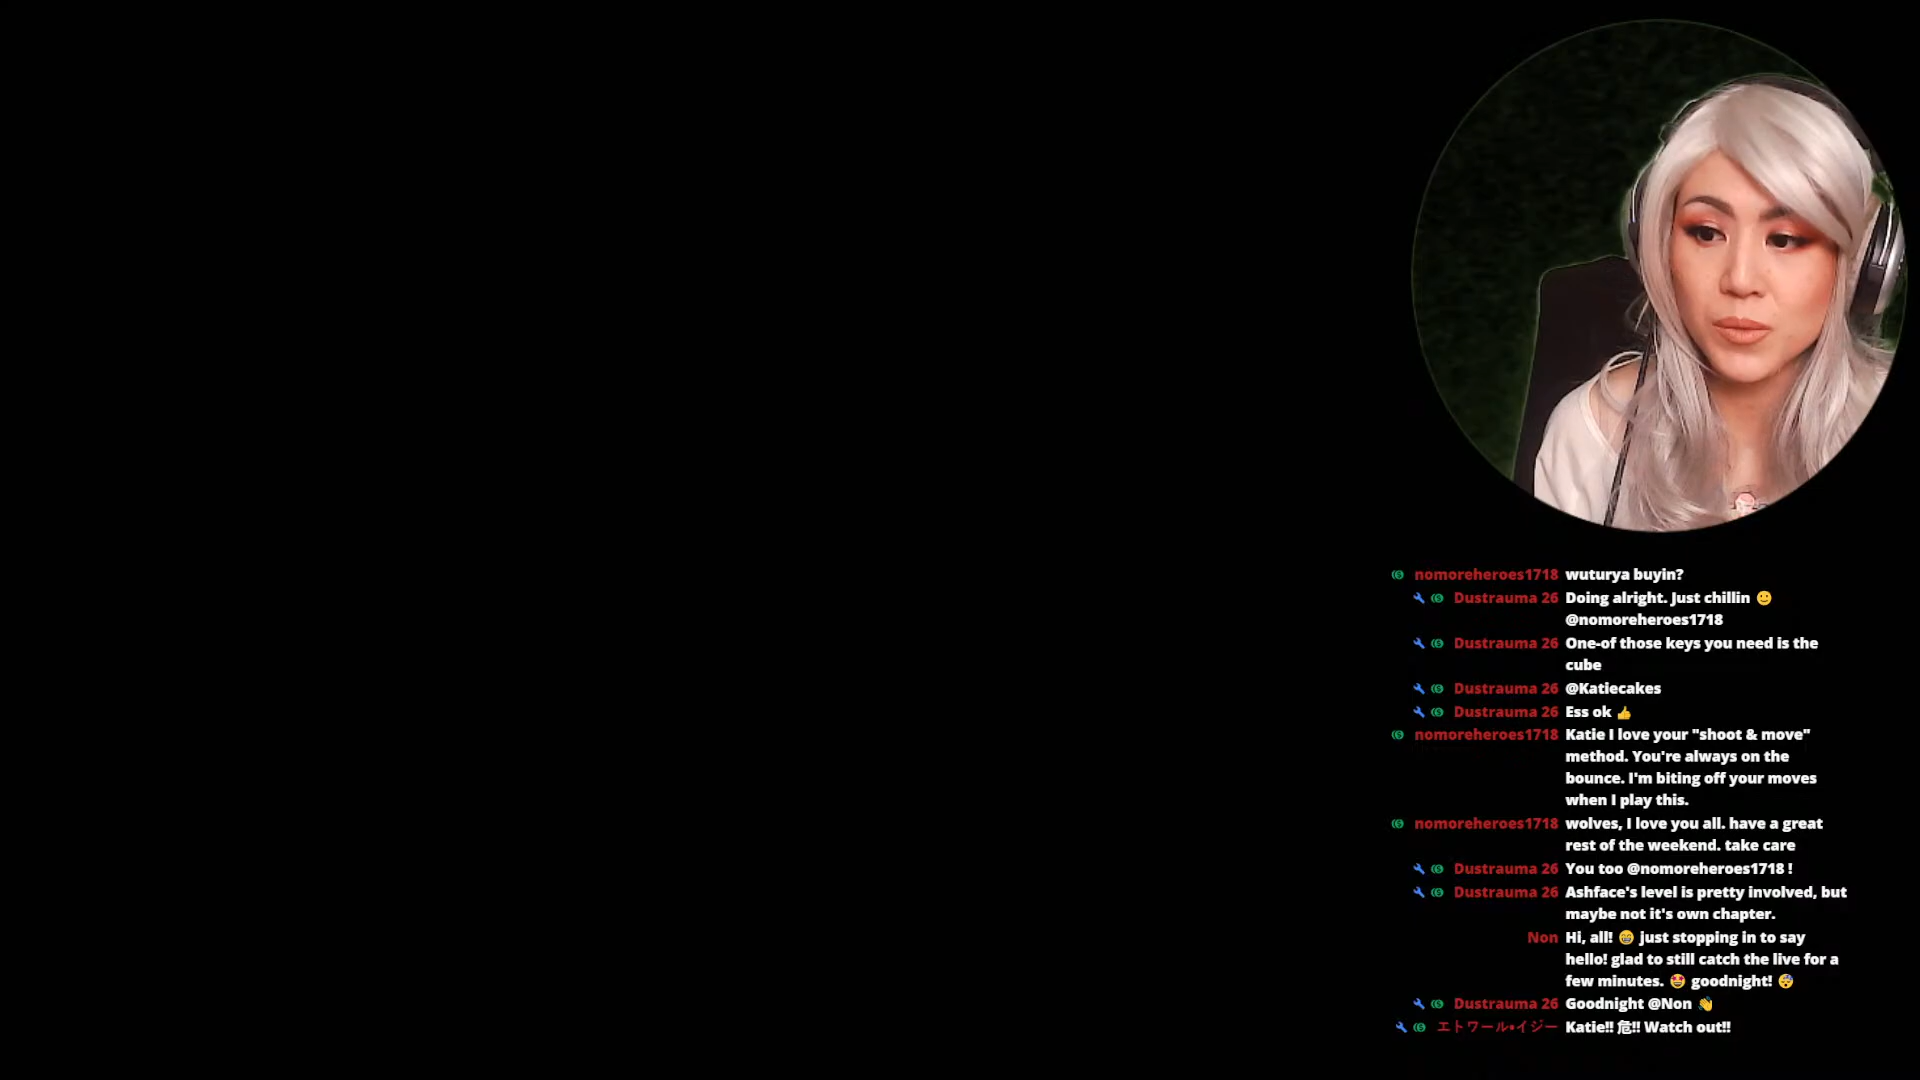 nomoreheroes1718 wuturya buyin?
Dustrauma 26 Doing alright. Just chillin 🙂
@nomoreheroes1718
Dustrauma 26 One-of those keys you need is the
cube
Dustrauma 26 @Katiecakes
Dustrauma 26 Ess ok 👍
nomoreheroes1718 Katie I love your "shoot & move"
method. You're always on the
bounce. I'm biting off your moves
when I play this.
nomoreheroes1718 wolves, I love you all. have a great
rest of the weekend. take care
Dustrauma 26 You too @nomoreheroes1718 !
Dustrauma 26 Ashface's level is pretty involved, but
maybe not it's own chapter.
Non Hi, all! 😁 just stopping in to say
hello! glad to still catch the live for a
few minutes. 🤩 goodnight! 😴
Dustrauma 26 Goodnight @Non 👋
エトワール•イジー Katie!! 危!! Watch out!!